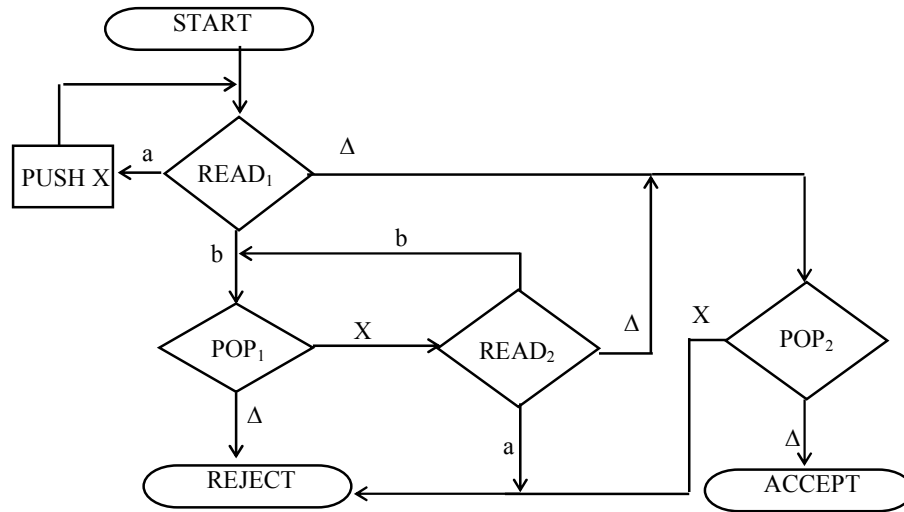 START
a
Δ
PUSH X
READ₁
b
b
X
X
Δ
POP₁
READ₂
POP₂
Δ
a
Δ
REJECT
ACCEPT